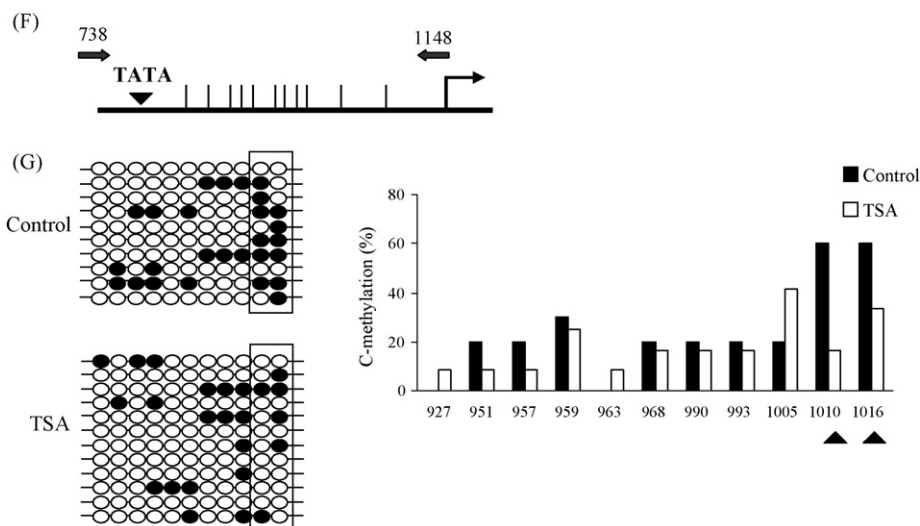 (F)
738 1148
TATA
(G)
Control
TSA
Control
TSA
C-methylation (%)
80
60
40
20
0
927 951 957 959 963 968 990 993 1005 1010 1016